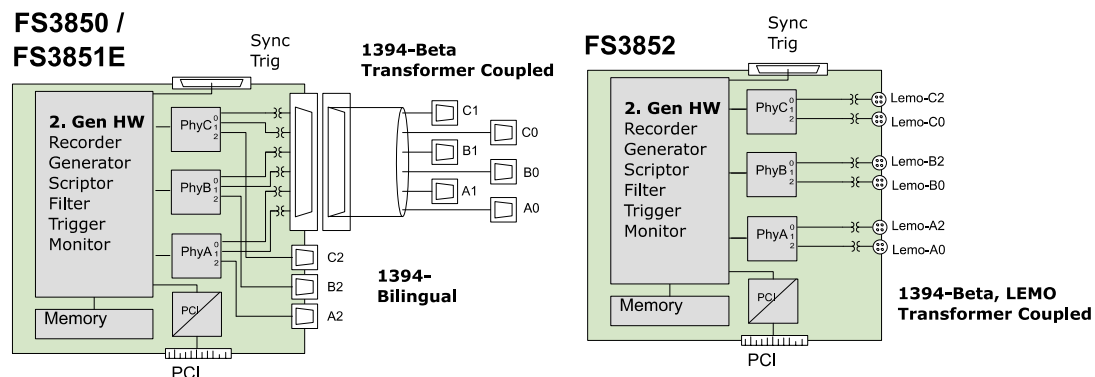 FS3850 /
FS3851E
Sync
Trig
1394-Beta
Transformer Coupled
2. Gen HW
Recorder
Generator
Scriptor
Filter
Trigger
Monitor
PhyC
0
1
2
PhyB
0
1
2
PhyA
0
1
2
C1
C0
B1
B0
A1
A0
C2
B2
A2
1394-
Bilingual
PCI
Memory
PCI
FS3852
Sync
Trig
2. Gen HW
Recorder
Generator
Scriptor
Filter
Trigger
Monitor
PhyC
0
1
2
PhyB
0
1
2
PhyA
0
1
2
Lemo-C2
Lemo-C0
Lemo-B2
Lemo-B0
Lemo-A2
Lemo-A0
1394-Beta, LEMO
Transformer Coupled
PCI
Memory
PCI